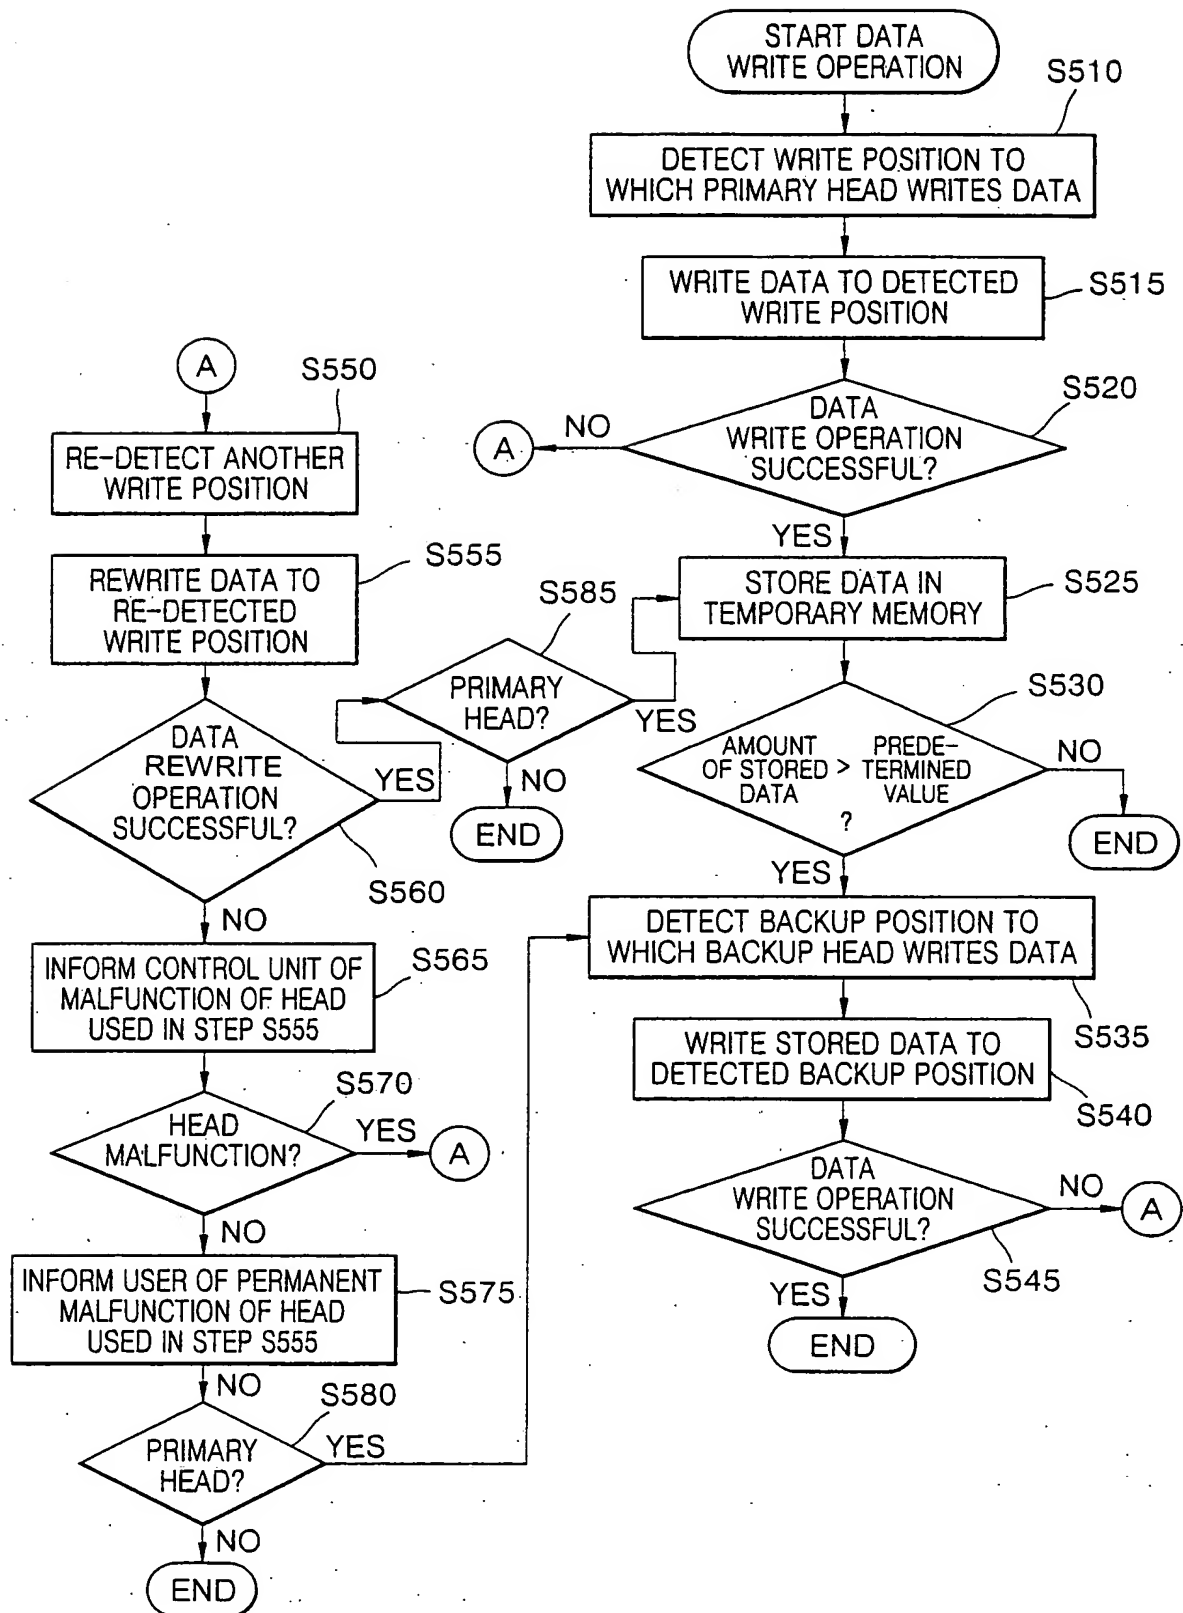 START DATA
WRITE OPERATION
S510
DETECT WRITE POSITION TO
WHICH PRIMARY HEAD WRITES DATA
S515
WRITE DATA TO DETECTED
WRITE POSITION
S520
DATA
WRITE OPERATION
SUCCESSFUL?
NO
A
YES
S525
STORE DATA IN
TEMPORARY MEMORY
S530
AMOUNT OF STORED DATA > PREDE-TERMINED VALUE
?
NO
END
YES
DETECT BACKUP POSITION TO
WHICH BACKUP HEAD WRITES DATA
S535
WRITE STORED DATA TO
DETECTED BACKUP POSITION
S540
DATA
WRITE OPERATION
SUCCESSFUL?
S545
NO
A
YES
END
A
S550
RE-DETECT ANOTHER
WRITE POSITION
S555
REWRITE DATA TO
RE-DETECTED
WRITE POSITION
DATA
REWRITE
OPERATION
SUCCESSFUL?
S560
YES
S585
PRIMARY
HEAD?
YES
NO
END
NO
S565
INFORM CONTROL UNIT OF
MALFUNCTION OF HEAD
USED IN STEP S555
S570
HEAD
MALFUNCTION?
YES
A
NO
S575
INFORM USER OF PERMANENT
MALFUNCTION OF HEAD
USED IN STEP S555
NO
S580
PRIMARY
HEAD?
YES
NO
END